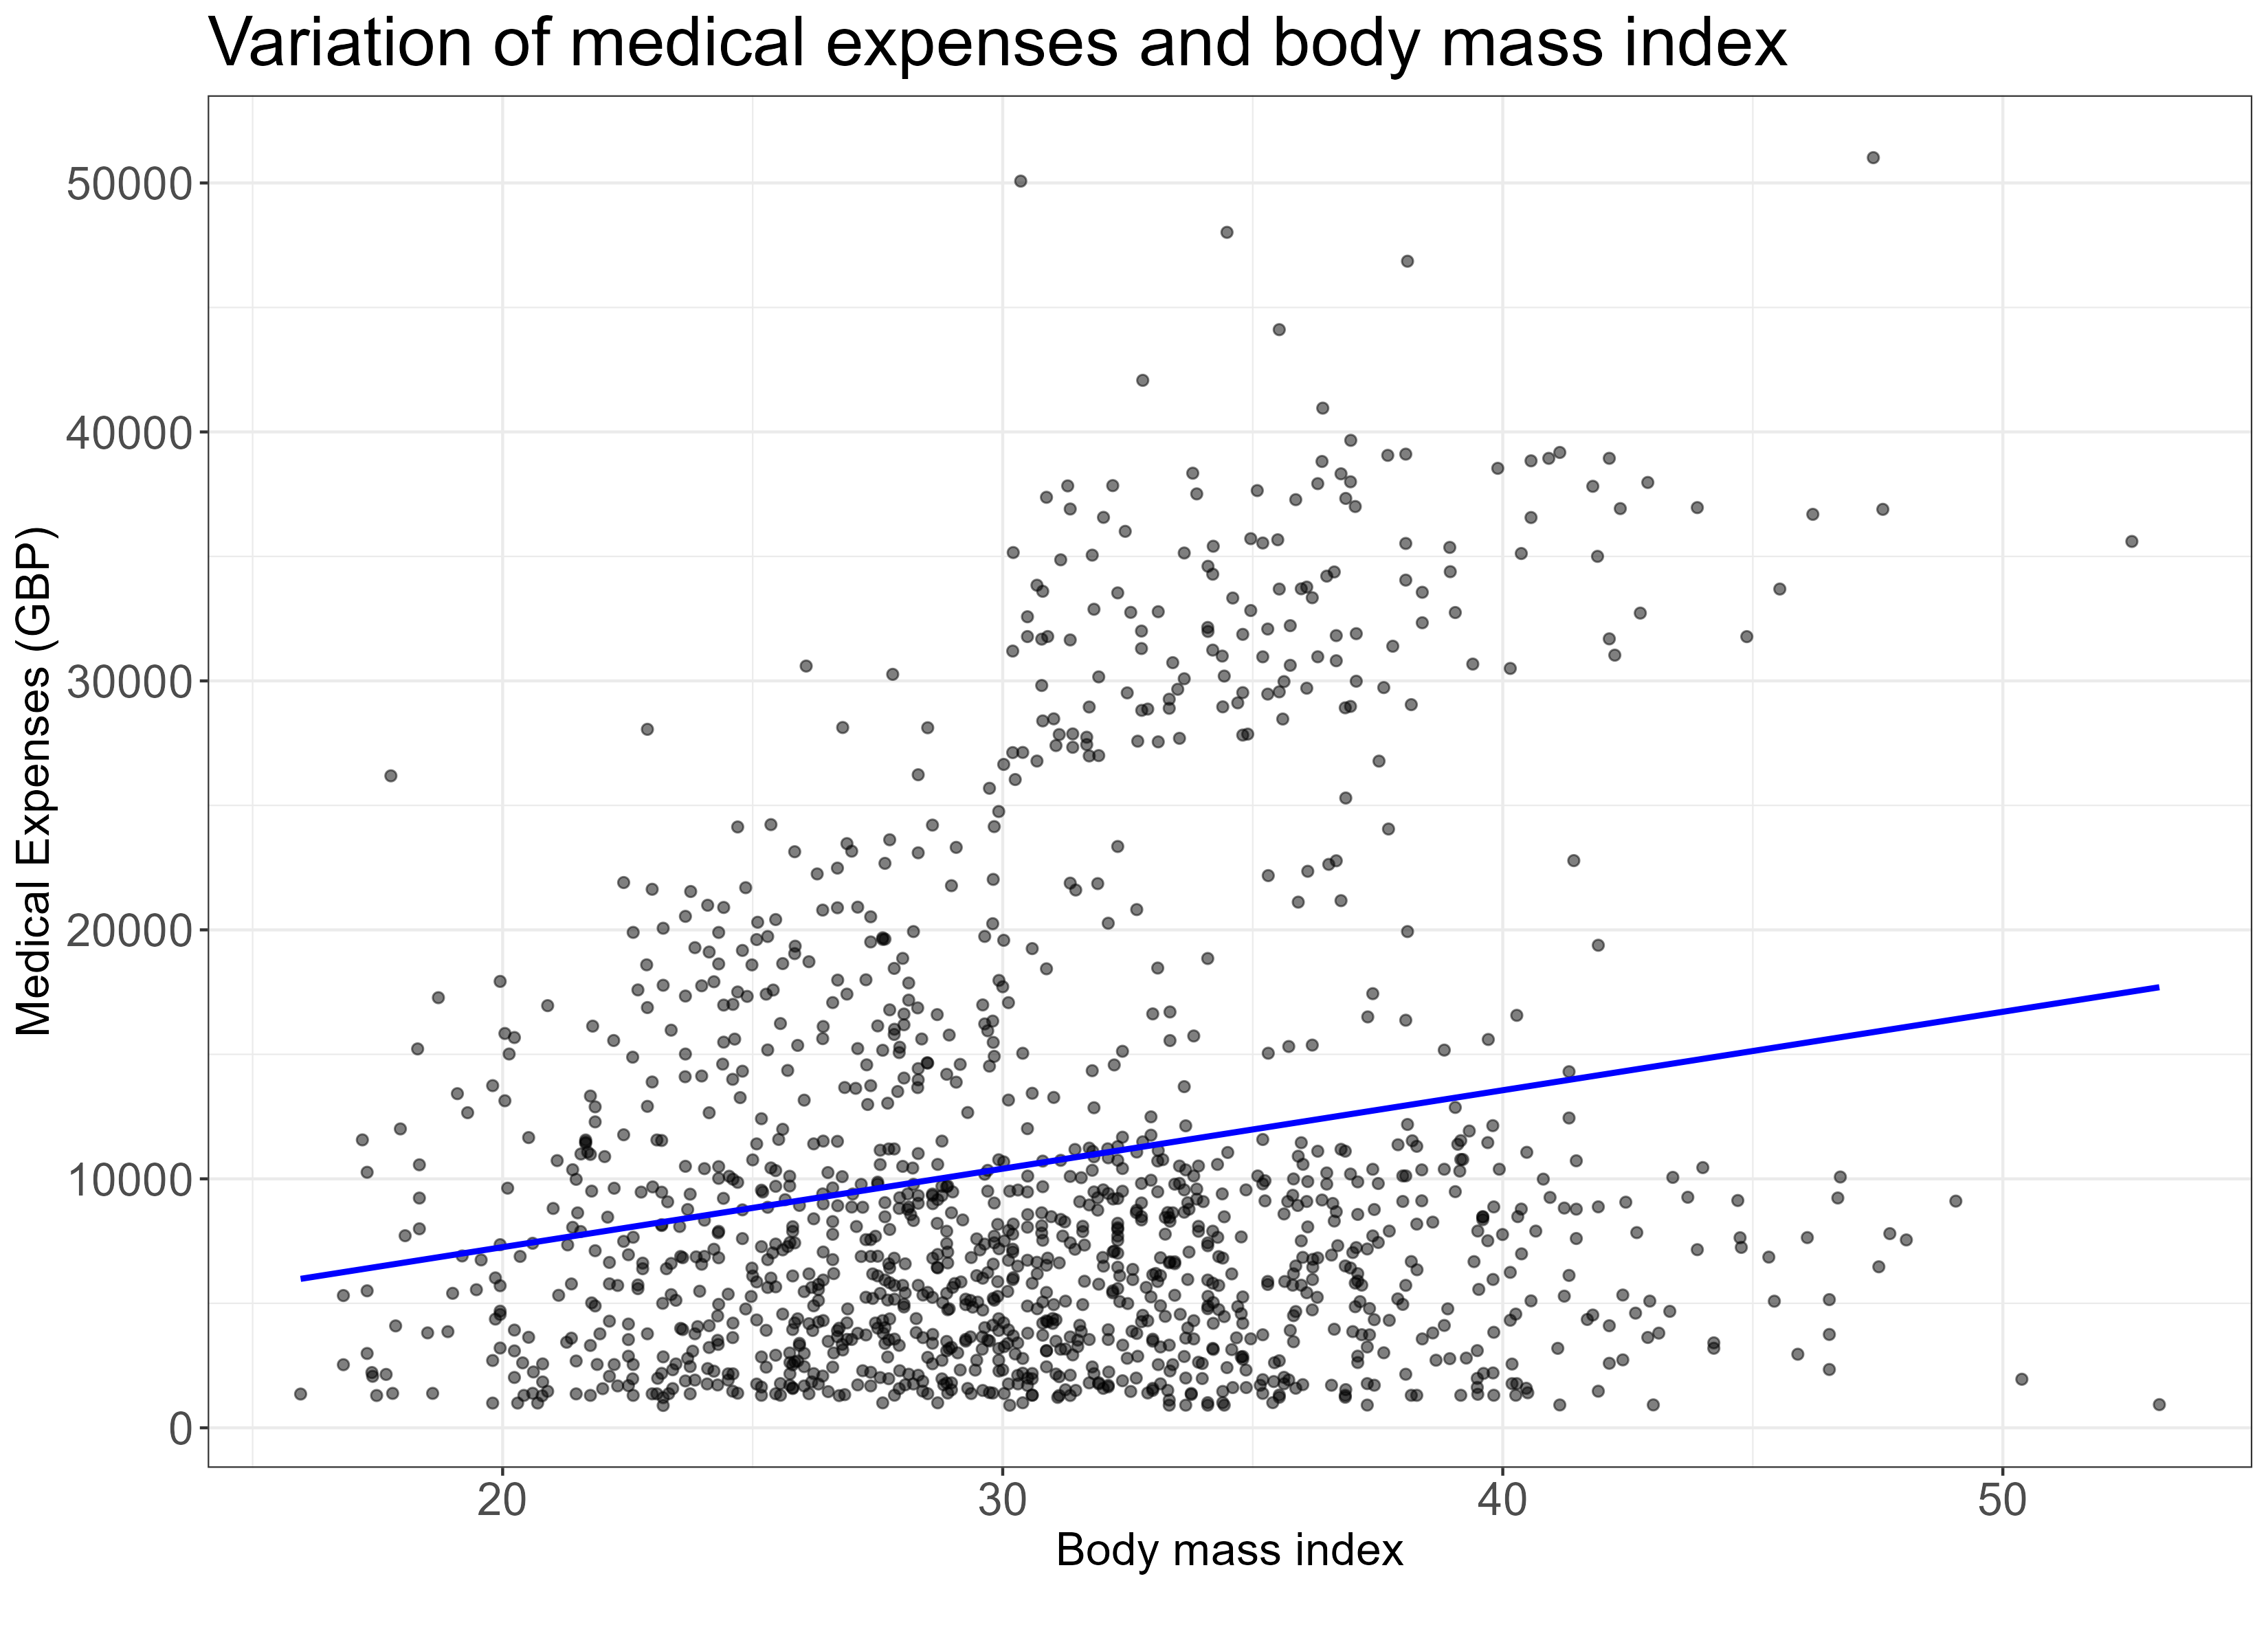 Variation of medical expenses and body mass index
Medical Expenses (GBP)
50000
40000
30000
20000
10000
0
20 30 40 50
Body mass index